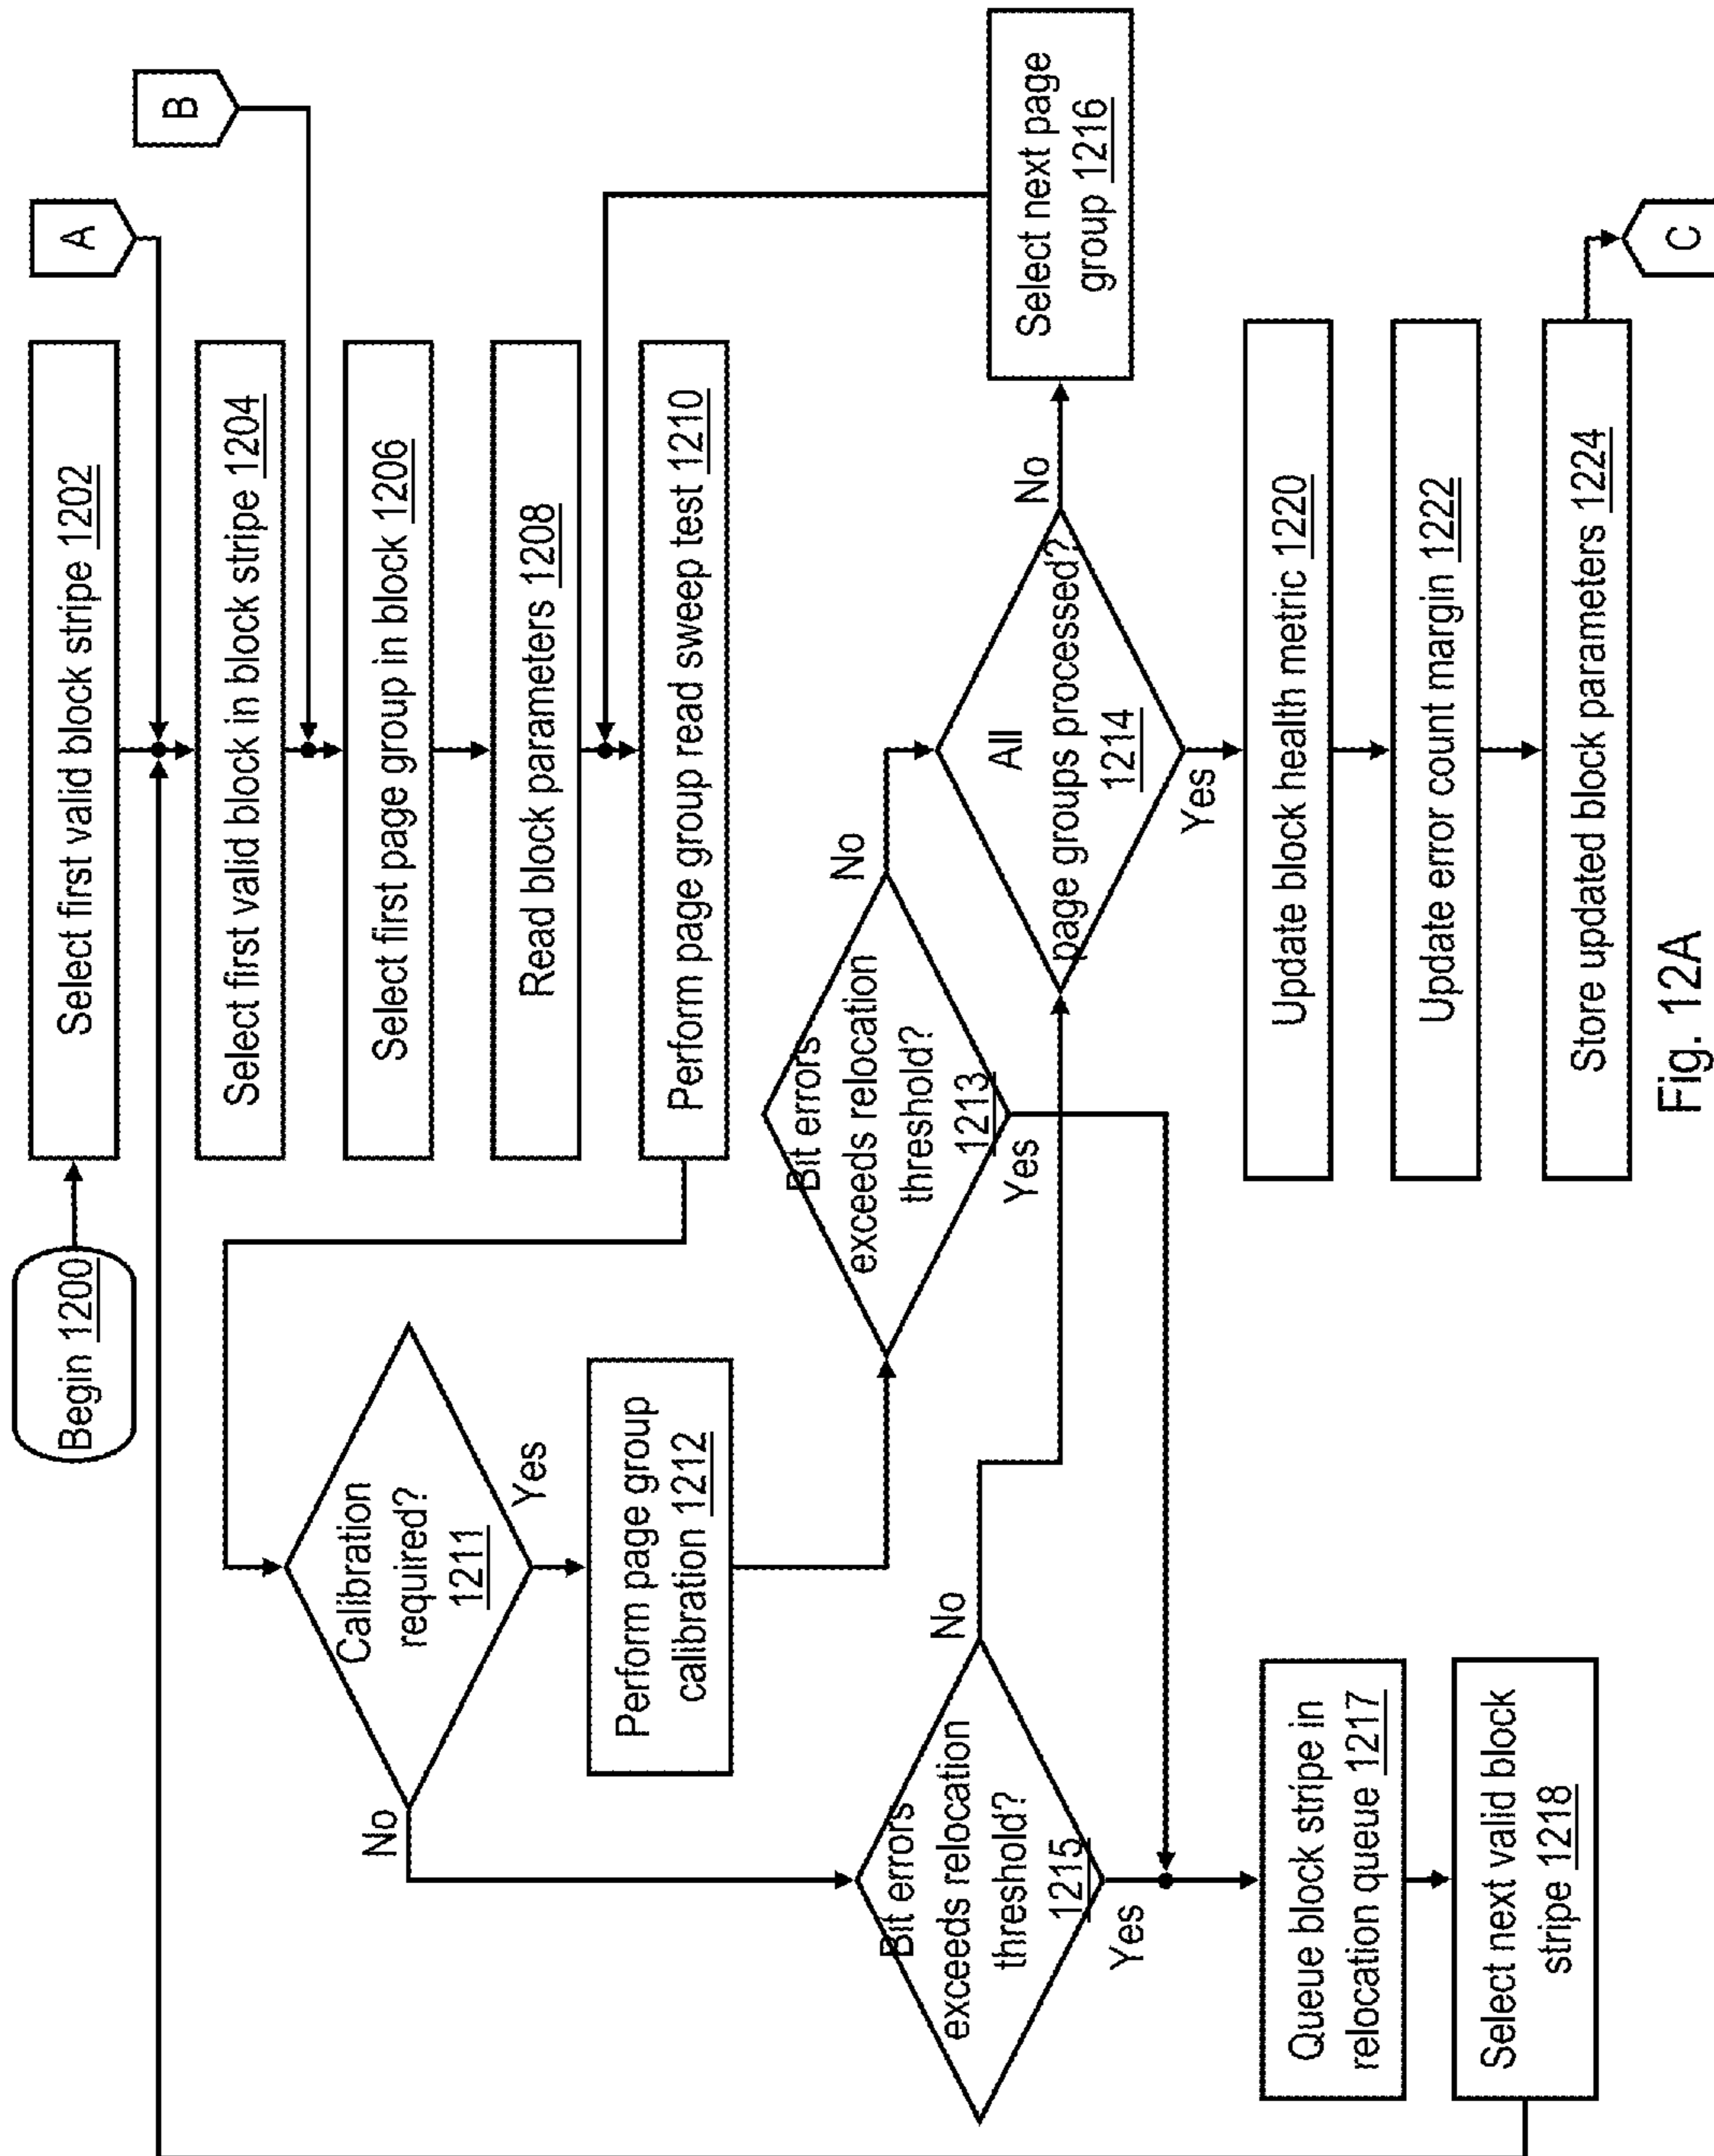 Begin 1200
Select first valid block stripe 1202
A
Select first valid block in block stripe 1204
B
Select first page group in block 1206
Read block parameters 1208
Perform page group read sweep test 1210
Calibration
required?
1211
Yes
No
Perform page group
calibration 1212
Bit errors
exceeds relocation
threshold?
1213
No
Yes
Bit errors
exceeds relocation
threshold?
1215
No
Yes
All
page groups processed?
1214
No
Yes
Select next page
group 1216
Queue block stripe in
relocation queue 1217
Select next valid block
stripe 1218
Update block health metric 1220
Update error count margin 1222
Store updated block parameters 1224
C
Fig. 12A